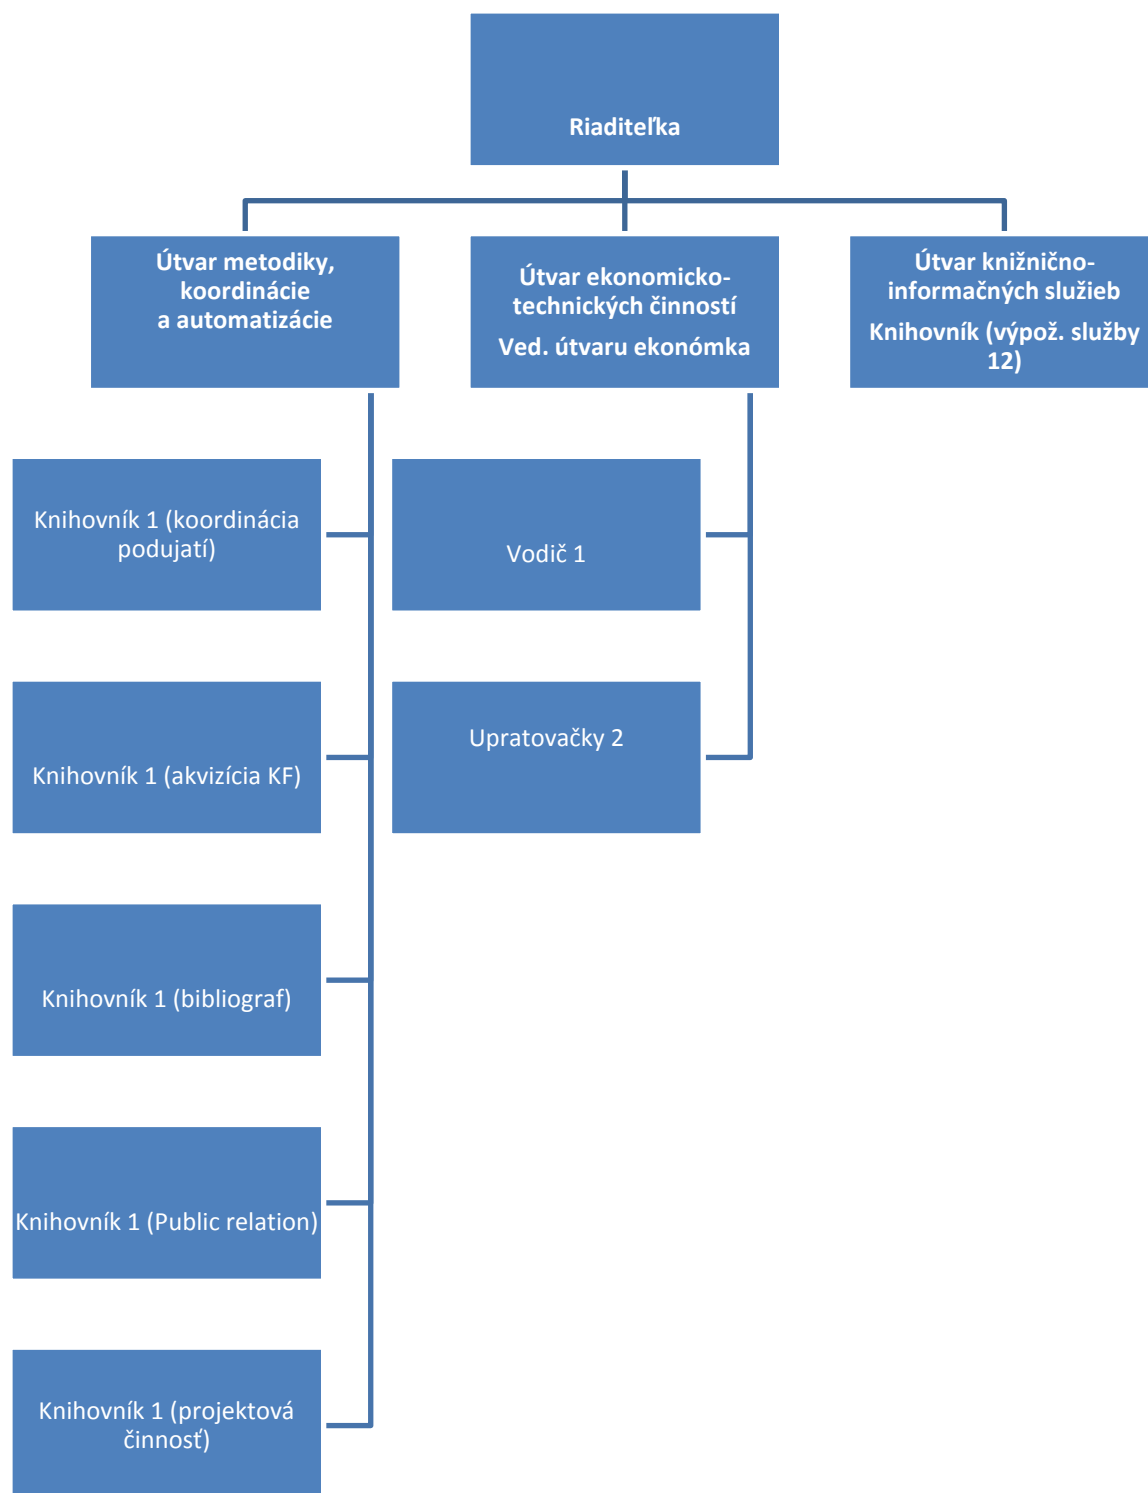 Riaditeľka
Útvar metodiky,
koordinácie
a automatizácie
Útvar ekonomicko-
technických činností
Ved. útvaru ekonómka
Útvar knižnično-
informačných služieb
Knihovník (výpož. služby
12)
Knihovník 1 (koordinácia
podujatí)
Vodič 1
Knihovník 1 (akvizícia KF)
Upratovačky 2
Knihovník 1 (bibliograf)
Knihovník 1 (Public relation)
Knihovník 1 (projektová
činnosť)